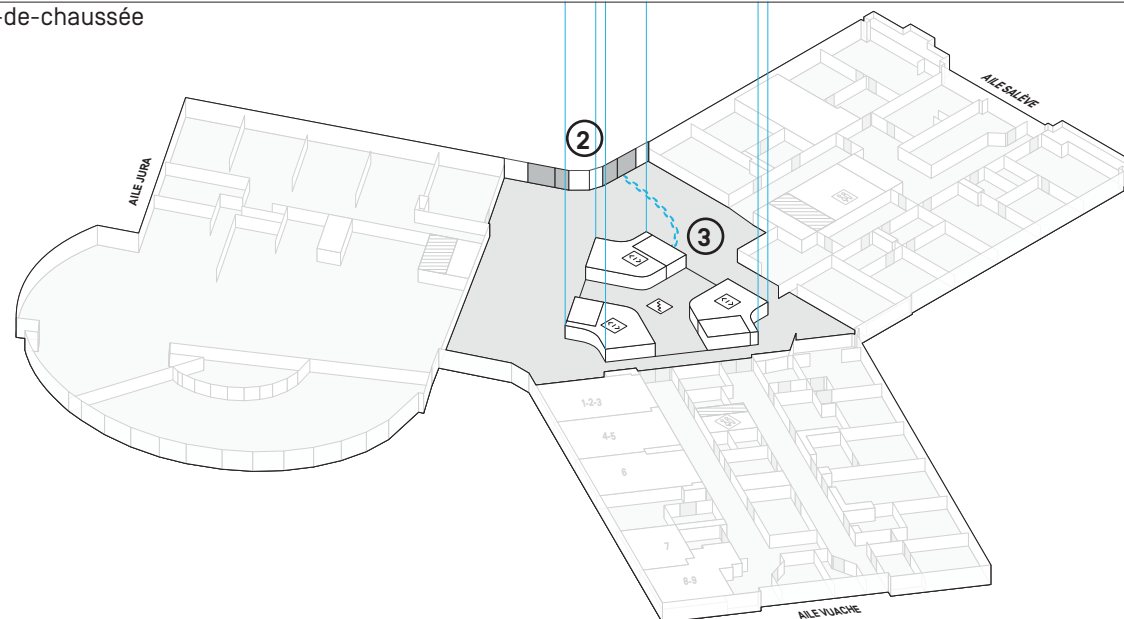 -de-chaussée
AILE SALÈVE
2
AILE JURA
3
1-2-3
4-5
6
7
8-9
AILE VUACHE